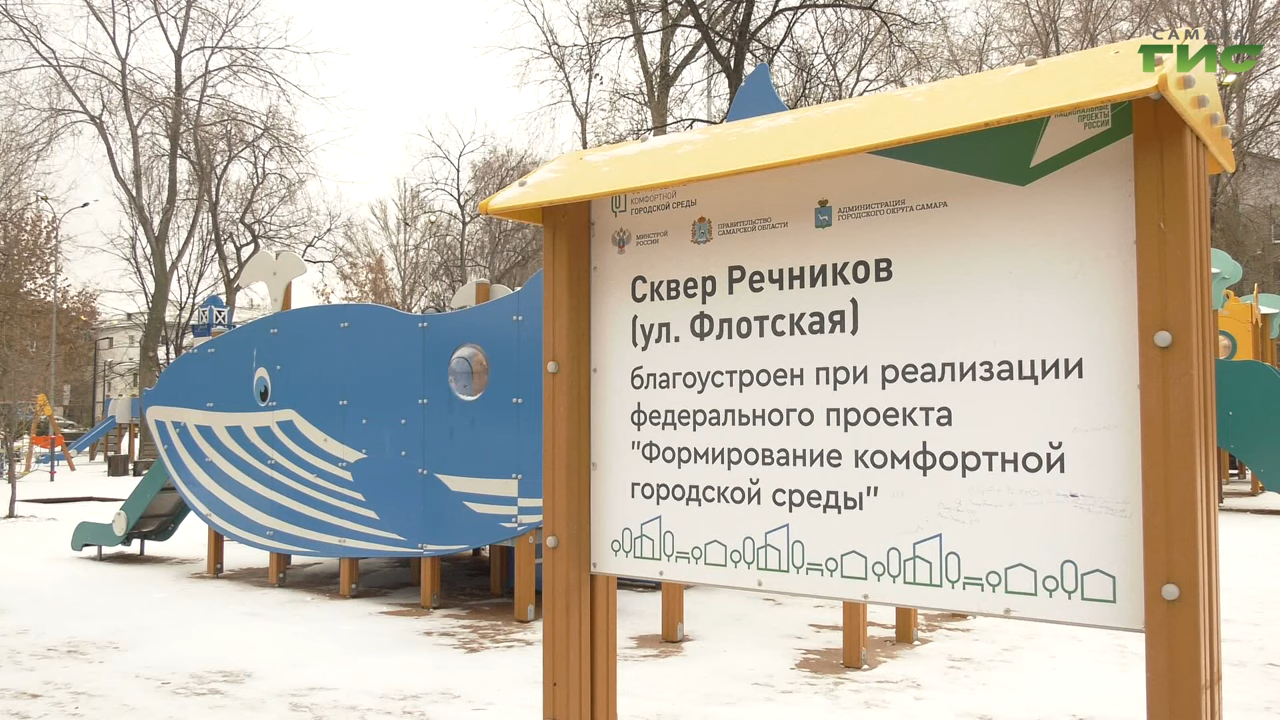 САМАРА
ГИС
НАЦИОНАЛЬНЫЕ
ПРОЕКТЫ
РОССИИ
КОМФОРТНОЙ
ГОРОДСКОЙ СРЕДЫ
МИНСТРОЙ
РОССИИ
ПРАВИТЕЛЬСТВО
САМАРСКОЙ ОБЛАСТИ
АДМИНИСТРАЦИЯ
ГОРОДСКОГО ОКРУГА САМАРА
Сквер Речников
(ул. Флотская)
благоустроен при реализации
федерального проекта
"Формирование комфортной
городской среды"